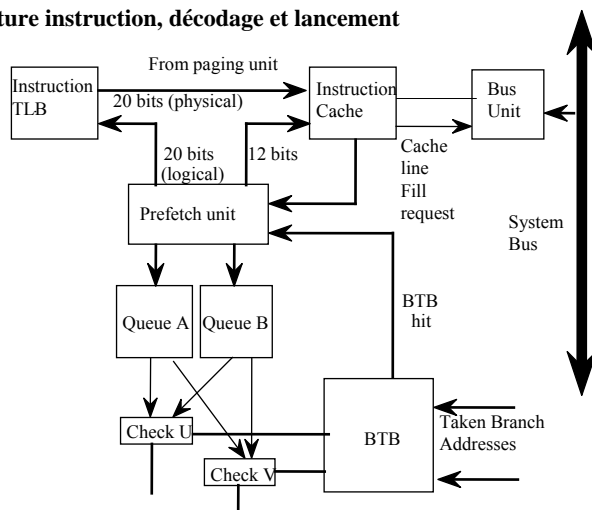 ture instruction, décodage et lancement
From paging unit
Instruction
TLB
20 bits (physical)
Instruction
Cache
Bus
Unit
20 bits
(logical)
12 bits
Cache
line
Fill
request
Prefetch unit
System
Bus
Queue A
Queue B
BTB
hit
Check U
BTB
Taken Branch
Addresses
Check V